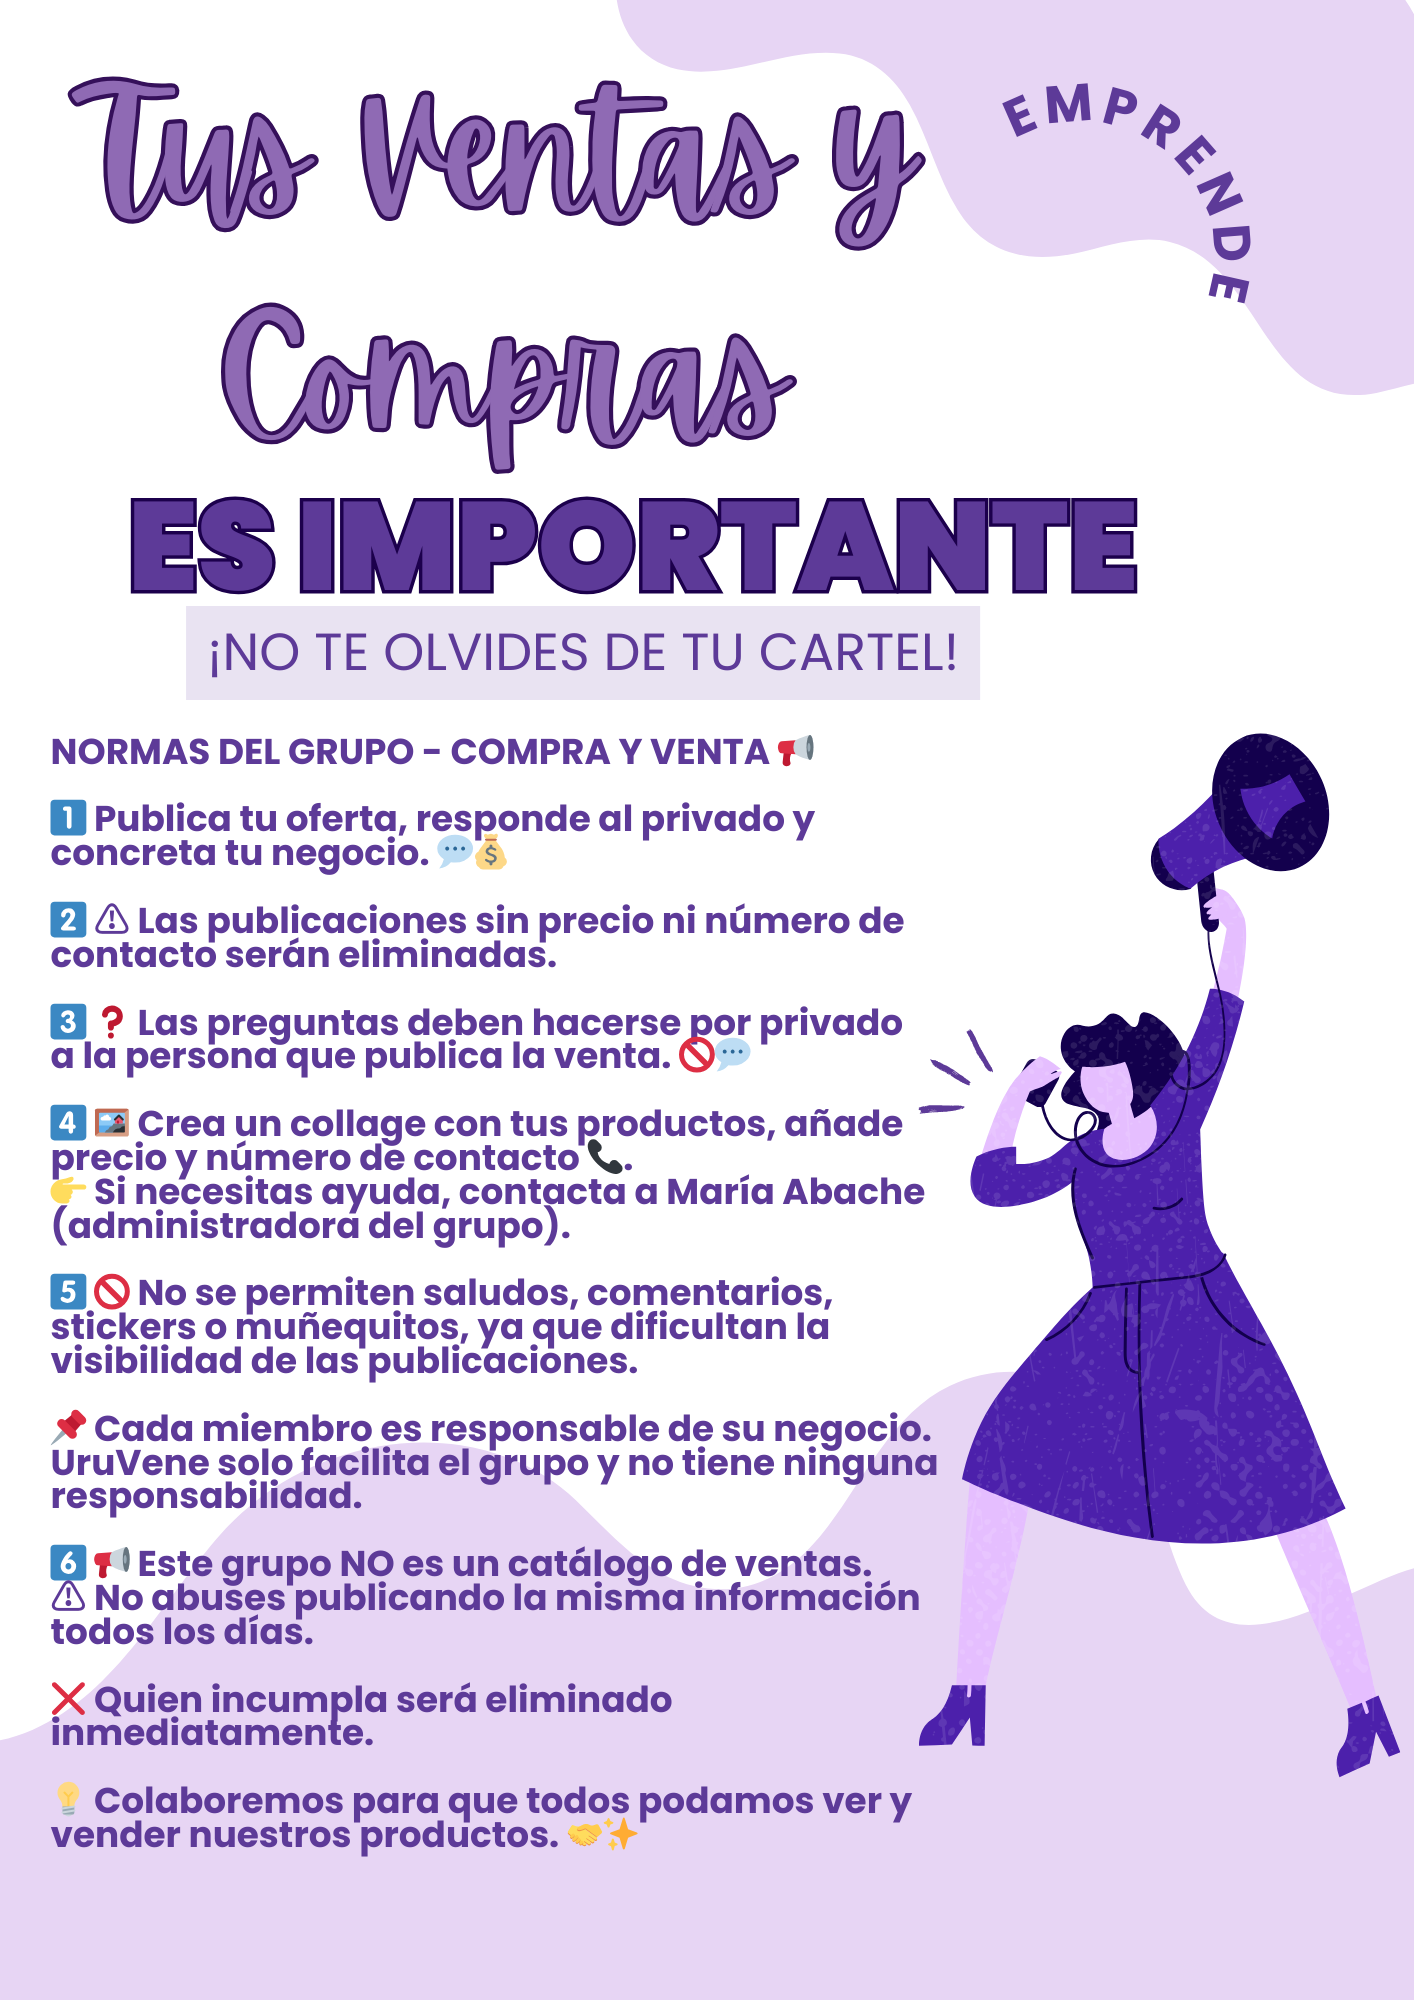 Tus Ventas y
EMPRENDE
Compras
ES IMPORTANTE
¡NO TE OLVIDES DE TU CARTEL!
NORMAS DEL GRUPO - COMPRA Y VENTA 📢
1️⃣ Publica tu oferta, responde al privado y
concreta tu negocio. 💬💰
2️⃣ ⚠ Las publicaciones sin precio ni número de
contacto serán eliminadas.
3️⃣ ❓ Las preguntas deben hacerse por privado
a la persona que publica la venta. 🚫💬
4️⃣ 🖼 Crea un collage con tus productos, añade
precio y número de contacto 📞.
👉 Si necesitas ayuda, contacta a María Abache
(administradora del grupo).
5️⃣ 🚫 No se permiten saludos, comentarios,
stickers o muñequitos, ya que dificultan la
visibilidad de las publicaciones.
📌 Cada miembro es responsable de su negocio.
UruVene solo facilita el grupo y no tiene ninguna
responsabilidad.
6️⃣ 📢 Este grupo NO es un catálogo de ventas.
⚠ No abuses publicando la misma información
todos los días.
❌ Quien incumpla será eliminado
inmediatamente.
💡 Colaboremos para que todos podamos ver y
vender nuestros productos. 🤝✨